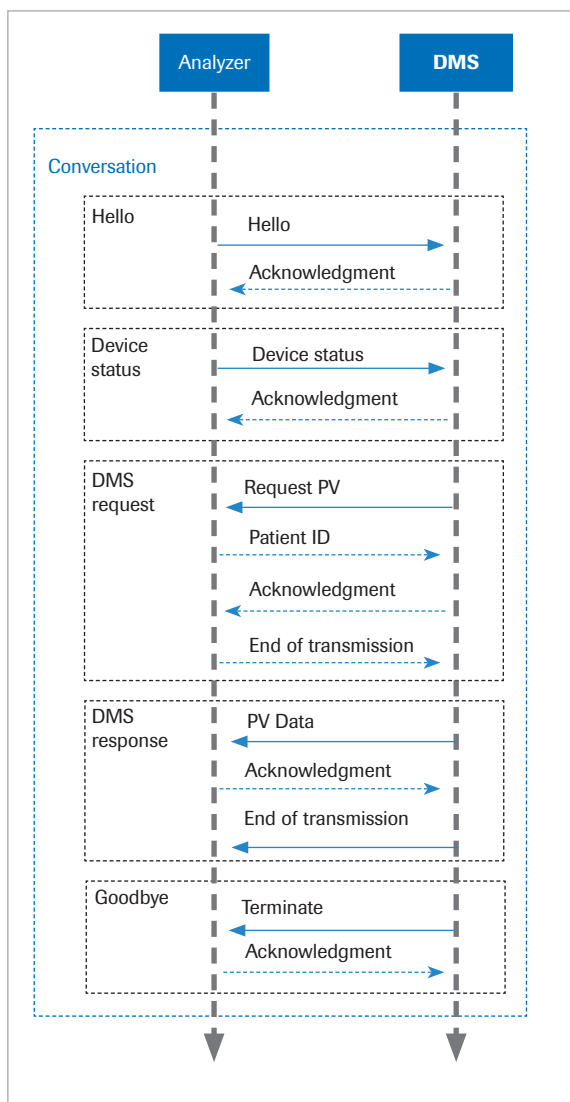 Analyzer
DMS
Conversation
Hello
Hello
Acknowledgment
Device
status
Device status
Acknowledgment
DMS
request
Request PV
Patient ID
Acknowledgment
End of transmission
DMS
response
PV Data
Acknowledgment
End of transmission
Goodbye
Terminate
Acknowledgment